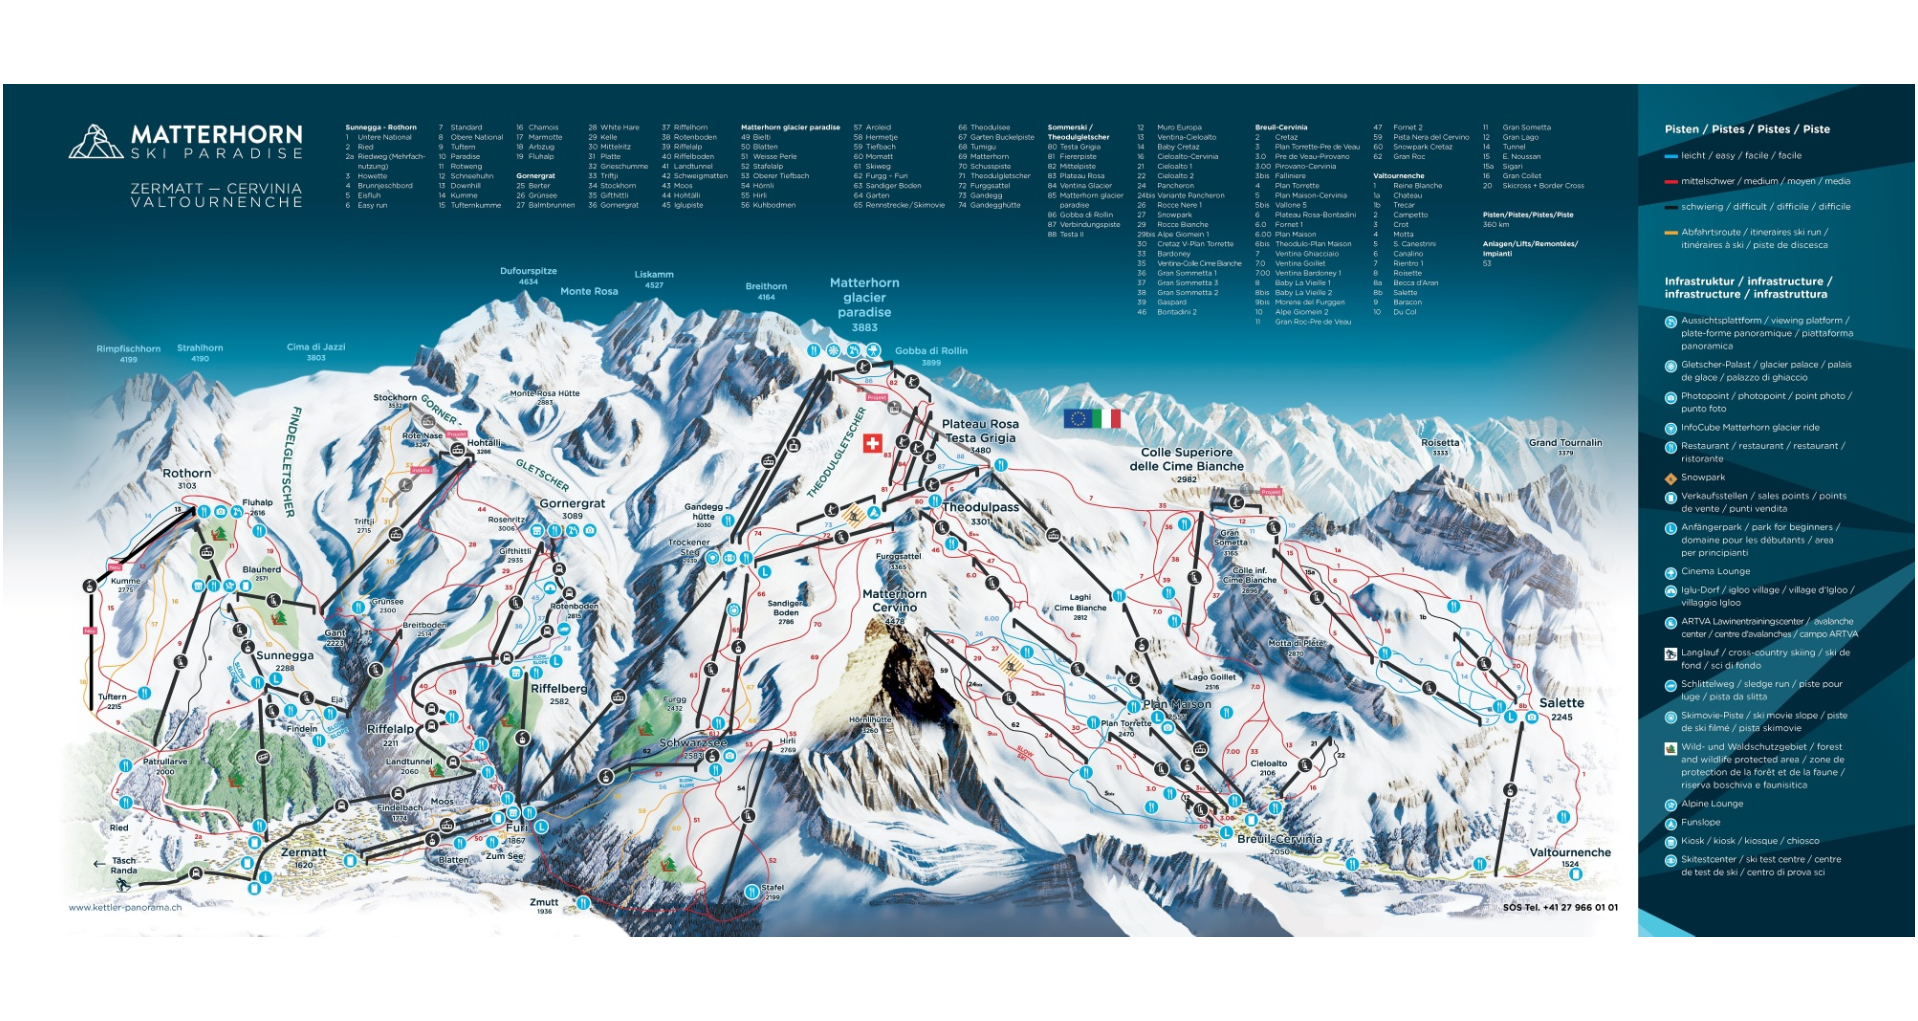 MATTERHORN
SKI PARADISE
ZERMATT — CERVINIA
VALTOURNENCHE
Sunnegga - Rothorn
1 Untere National
2 Ried
2a Riedweg (Mehrfach-
nutzung)
3 Howette
4 Brunnjeschbord
5 Eisfluh
6 Easy run
7 Standard
8 Obere National
9 Tuftern
10 Paradise
11 Rotweng
12 Schneehuhn
13 Downhill
14 Kumme
15 Tufternkumme
16 Chamois
17 Marmotte
18 Arbzug
19 Fluhalp
Gornergrat
25 Berter
26 Grünsee
27 Balmbrunnen
28 White Hare
29 Kelle
30 Mittelritz
31 Platte
32 Grieschumme
33 Triftji
34 Stockhorn
35 Gifthittli
36 Gornergrat
37 Riffelhorn
38 Rotenboden
39 Riffelalp
40 Riffelboden
41 Landtunnel
42 Schweigmatten
43 Moos
44 Hohtälli
45 Iglupiste
Matterhorn glacier paradise
49 Bielti
50 Blatten
51 Weisse Perle
52 Stafelalp
53 Oberer Tiefbach
54 Hörnli
55 Hirli
56 Kuhbodmen
57 Aroleid
58 Hermetje
59 Tiefbach
60 Momatt
61 Skiweg
62 Furgg - Furi
63 Sandiger Boden
64 Garten
65 Rennstrecke/Skimovie
66 Theodulsee
67 Garten Buckelpiste
68 Tumigu
69 Matterhorn
70 Schusspiste
71 Theodulgletscher
72 Furggsattel
73 Gandegg
74 Gandegghütte
Sommerski /
Theodulgletscher
80 Testa Grigia
81 Fiererpiste
82 Mittelpiste
83 Plateau Rosa
84 Ventina Glacier
85 Matterhorn glacier
paradise
86 Gobba di Rollin
87 Verbindungspiste
88 Testa II
12 Muro Europa
13 Ventina-Cieloalto
14 Baby Cretaz
16 Cieloalto-Cervinia
21 Cieloalto 1
22 Cieloalto 2
24 Pancheron
24bis Variante Pancheron
26 Rocce Nere 1
27 Snowpark
29 Rocce Bianche
29bis Alpe Giomein 1
30 Cretaz V-Plan Torrette
33 Bardoney
35 Ventina-Colle Cime Bianche
36 Gran Sommetta 1
37 Gran Sommetta 3
38 Gran Sommetta 2
39 Gaspard
46 Bontadini 2
Breuil-Cervinia
2 Cretaz
3 Plan Torrette-Pre de Veau
3.0 Pre de Veau-Pirovano
3.00 Pirovano-Cervinia
3bis Falliniere
4 Plan Torrette
5 Plan Maison-Cervinia
5bis Vallone 5
6 Plateau Rosa-Bontadini
6.0 Fornet 1
6.00 Plan Maison
6bis Theodulo-Plan Maison
7 Ventina Ghiacciaio
7.0 Ventina Goillet
7.00 Ventina Bardoney 1
8 Baby La Vieille 1
8bis Baby La Vieille 2
9bis Morene del Furggen
10 Alpe Giomein 2
11 Gran Roc-Pre de Veau
47 Fornet 2
59 Pista Nera del Cervino
60 Snowpark Cretaz
62 Gran Roc
Valtournenche
1 Reine Blanche
1a Chateau
1b Trecar
2 Campetto
3 Crot
4 Motta
5 S. Canestrini
6 Canalino
7 Rientro 1
8 Roisette
8a Becca d'Aran
8b Salette
9 Baracon
10 Du Col
11 Gran Sometta
12 Gran Lago
14 Tunnel
15 E. Noussan
15a Sigari
16 Gran Collet
20 Skicross + Border Cross
Pisten/Pistes/Pistes/Piste
360 km
Anlagen/Lifts/Remontées/
Impianti
53
Pisten / Pistes / Pistes / Piste
leicht / easy / facile / facile
mittelschwer / medium / moyen / media
schwierig / difficult / difficile / difficile
Abfahrtsroute / itineraires ski run /
itinéraires à ski / piste de discesca
Infrastruktur / infrastructure /
infrastructure / infrastruttura
Aussichtsplattform / viewing platform /
plate-forme panoramique / piattaforma
panoramica
Gletscher-Palast / glacier palace / palais
de glace / palazzo di ghiaccio
Photopoint / photopoint / point photo /
punto foto
InfoCube Matterhorn glacier ride
Restaurant / restaurant / restaurant /
ristorante
Snowpark
Verkaufsstellen / sales points / points
de vente / punti vendita
Anfängerpark / park for beginners /
domaine pour les débutants / area
per principianti
Cinema Lounge
Iglu-Dorf / igloo village / village d'Igloo /
villaggio Igloo
ARTVA Lawinentrainingscenter / avalanche
center / centre d'avalanches / campo ARTVA
Langlauf / cross-country skiing / ski de
fond / sci di fondo
Schlittelweg / sledge run / piste pour
luge / pista da slitta
Skimovie-Piste / ski movie slope / piste
de ski filmé / pista skimovie
Wild- und Waldschutzgebiet / forest
and wildlife protected area / zone de
protection de la forêt et de la faune /
riserva boschiva e faunisitica
Alpine Lounge
Funslope
Kiosk / kiosk / kiosque / chiosco
Skitestcenter / ski test centre / centre
de test de ski / centro di prova sci
Dufourspitze
4634
Monte Rosa
Liskamm
4527
Breithorn
4164
Matterhorn
glacier
paradise
3883
Gobba di Rollin
3899
Rimpfischhorn
4199
Strahlhorn
4190
Cima di Jazzi
3803
FINDELGLETSCHER
Stockhorn
3532
GORNER-
GLETSCHER
Monte Rosa Hütte
2883
Rote Nase
3247
Hohtälli
3286
THEODULGLETSCHER
Plateau Rosa
Testa Grigia
3480
Colle Superiore
delle Cime Bianche
2982
Roisetta
3333
Grand Tournalin
3379
Rothorn
3103
Fluhalp
2616
Triftji
2715
Rosenritz
3006
Gornergrat
3089
Gandegg-
hütte
3030
Theodulpass
3301
Trockener
Steg
2939
Furggsattel
3365
Gran
Sometta
3165
Colle inf.
Cime Bianche
2896
Kumme
2775
Blauherd
2571
Gifthittli
2935
Grünsee
2300
Rotenboden
2815
Breitboden
2514
Gant
2223
Sandiger
Boden
2786
Matterhorn
Cervino
4478
Laghi
Cime Bianche
2812
Motta di Plète
Sunnegga
2288
Tuftern
2215
Eja
Findeln
Riffelberg
2582
Riffelalp
2211
Furgg
2432
Schwarzsee
2583
Hirli
2769
Hörnlihütte
3260
Lago Goillet
2516
Plan Maison
Plan Torrette
2470
Cieloalto
2106
Salette
2245
Patrullarve
2000
Landtunnel
2060
Moos
Findelbach
1774
Furi
1867
Blatten
Zum See
Ried
Zermatt
1620
Täsch
Randa
Zmutt
1936
Stafel
2199
Breuil-Cervinia
2050
Valtournenche
1524
www.kettler-panorama.ch
SOS Tel. +41 27 966 01 01